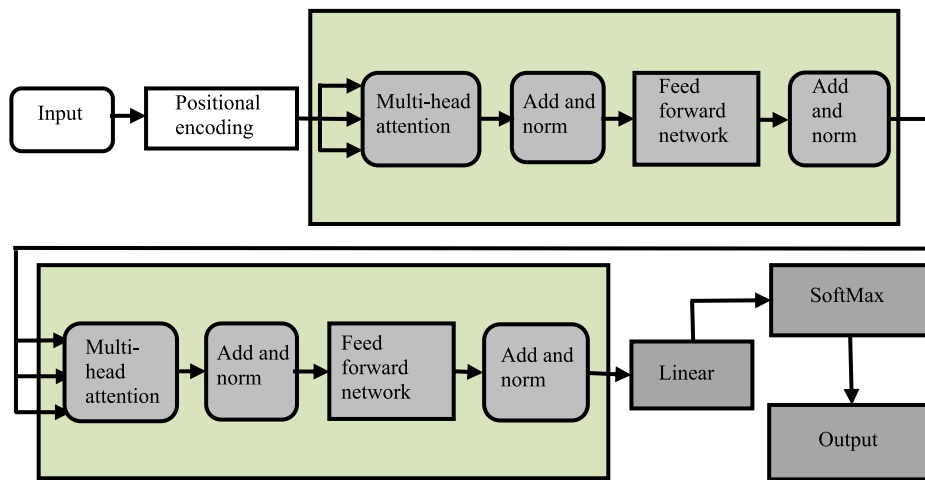 Input
Positional
encoding
Multi-head
attention
Add and
norm
Feed
forward
network
Add
and
norm
Multi-
head
attention
Add and
norm
Feed
forward
network
Add and
norm
Linear
SoftMax
Output